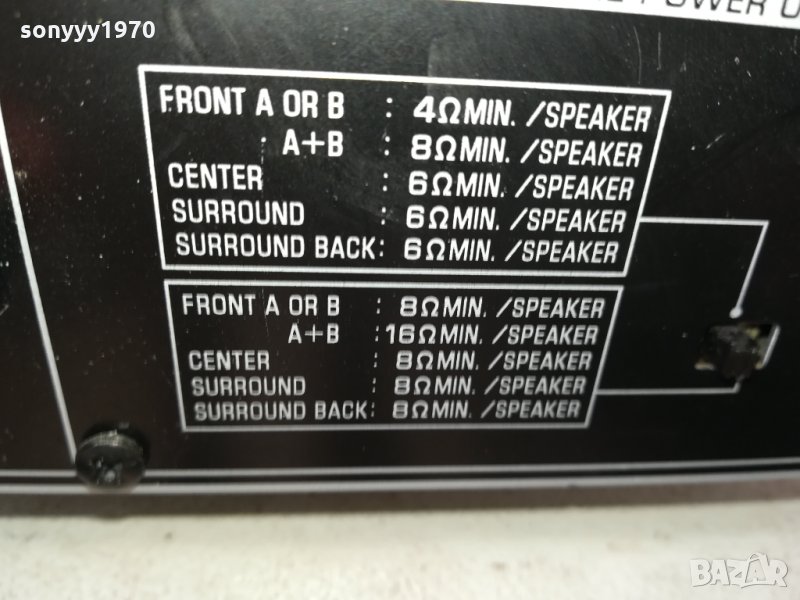 sonyyy1970
POWER
FRONT A OR B : 4ΩMIN. /SPEAKER
A+B : 8ΩMIN. /SPEAKER
CENTER : 6ΩMIN. /SPEAKER
SURROUND : 6ΩMIN. /SPEAKER
SURROUND BACK: 6ΩMIN. /SPEAKER
FRONT A OR B : 8ΩMIN. /SPEAKER
A+B :16ΩMIN. /SPEAKER
CENTER : 8ΩMIN. /SPEAKER
SURROUND : 8ΩMIN. /SPEAKER
SURROUND BACK: 8ΩMIN. /SPEAKER
BAZAR